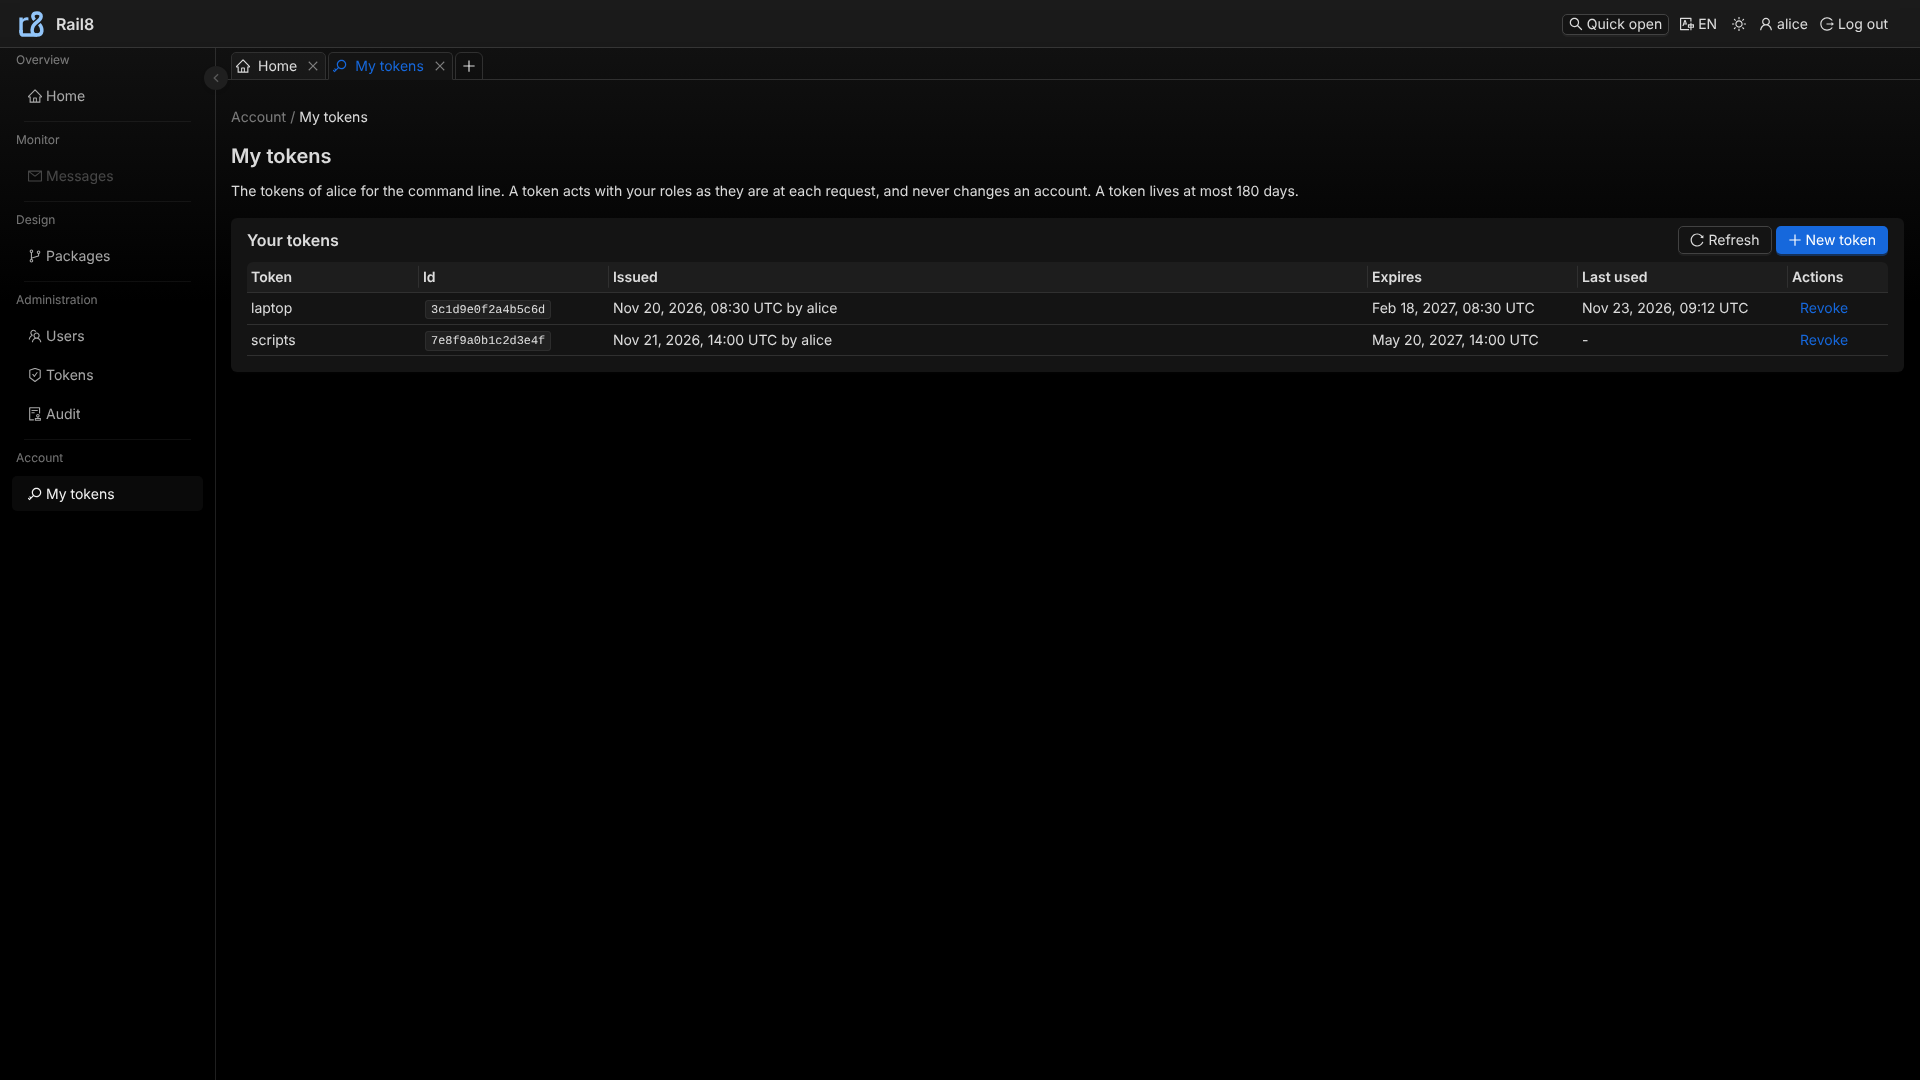 Rail8
Quick open EN alice Log out
Overview
Home
Monitor
Messages
Design
Packages
Administration
Users
Tokens
Audit
Account
My tokens
Home My tokens
Account / My tokens
My tokens
The tokens of alice for the command line. A token acts with your roles as they are at each request, and never changes an account. A token lives at most 180 days.
Your tokens Refresh New token
Token Id Issued Expires Last used Actions
laptop 3c1d9e0f2a4b5c6d Nov 20, 2026, 08:30 UTC by alice Feb 18, 2027, 08:30 UTC Nov 23, 2026, 09:12 UTC Revoke
scripts 7e8f9a0b1c2d3e4f Nov 21, 2026, 14:00 UTC by alice May 20, 2027, 14:00 UTC - Revoke